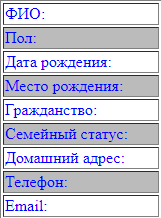 ФИО:
Пол:
Дата рождения:
Место рождения:
Гражданство:
Семейный статус:
Домашний адрес:
Телефон:
Email: